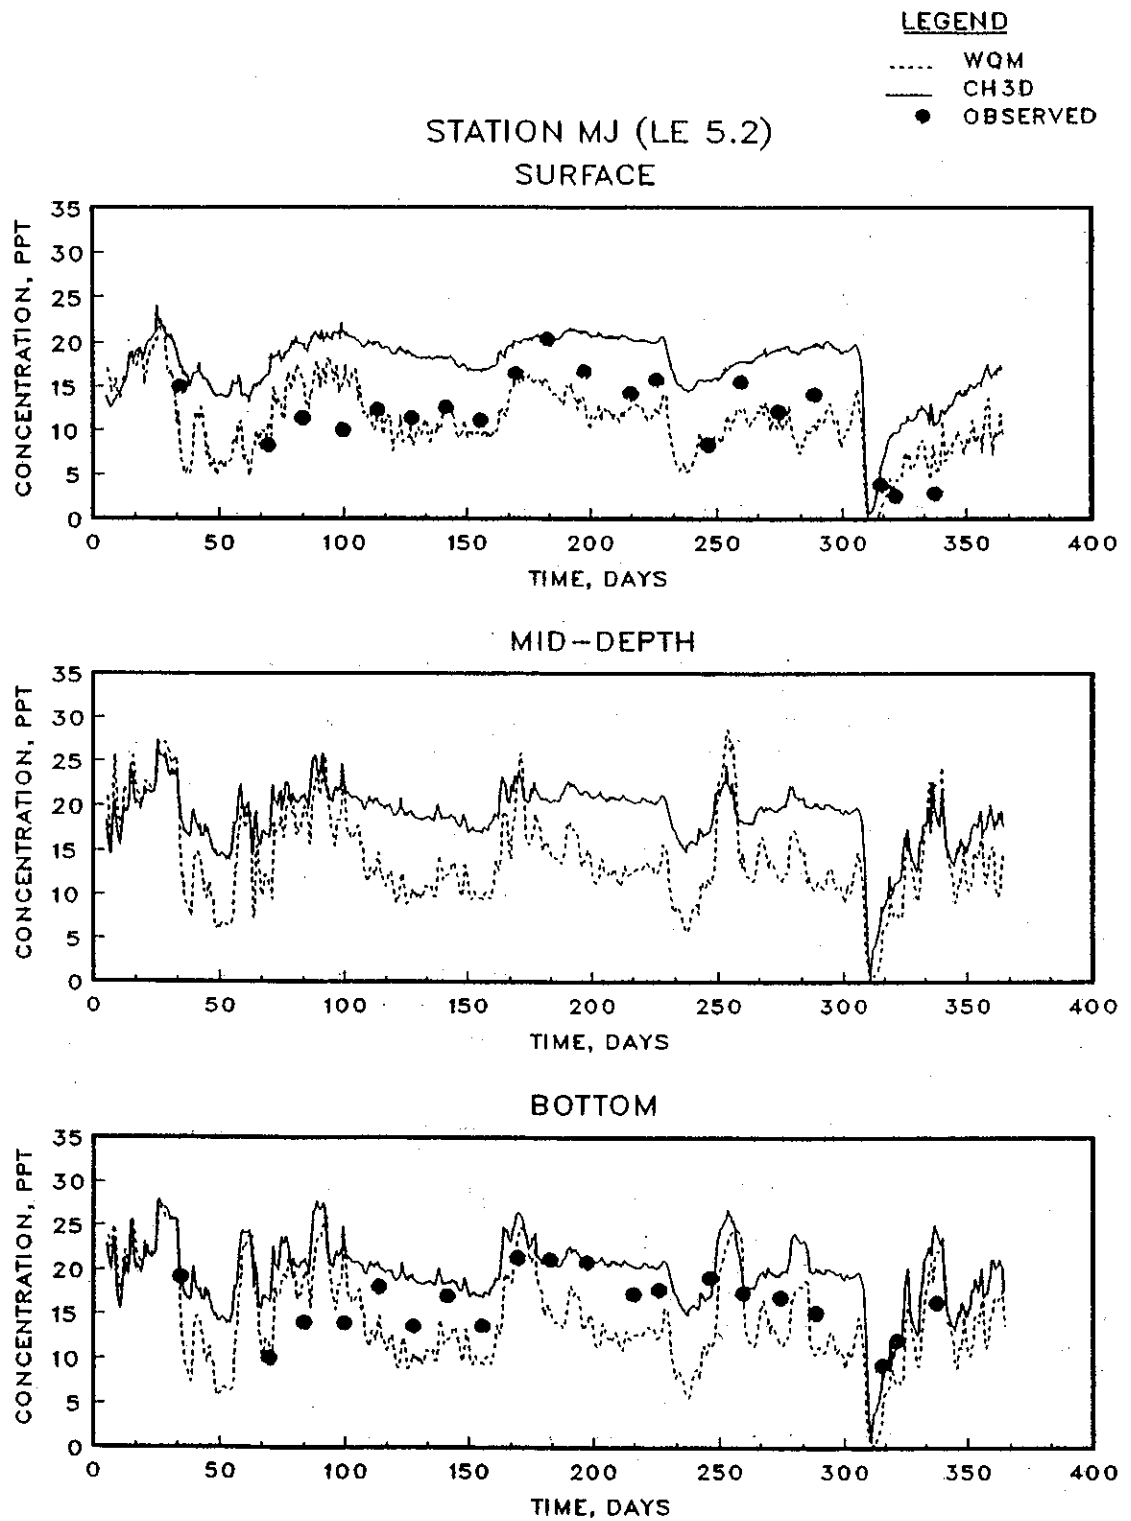 LEGEND
WQM
CH3D
OBSERVED
STATION MJ (LE 5.2)
SURFACE
CONCENTRATION, PPT
35
30
25
20
15
10
5
0
0 50 100 150 200 250 300 350 400
TIME, DAYS
MID-DEPTH
CONCENTRATION, PPT
35
30
25
20
15
10
5
0
0 50 100 150 200 250 300 350 400
TIME, DAYS
BOTTOM
CONCENTRATION, PPT
35
30
25
20
15
10
5
0
0 50 100 150 200 250 300 350 400
TIME, DAYS